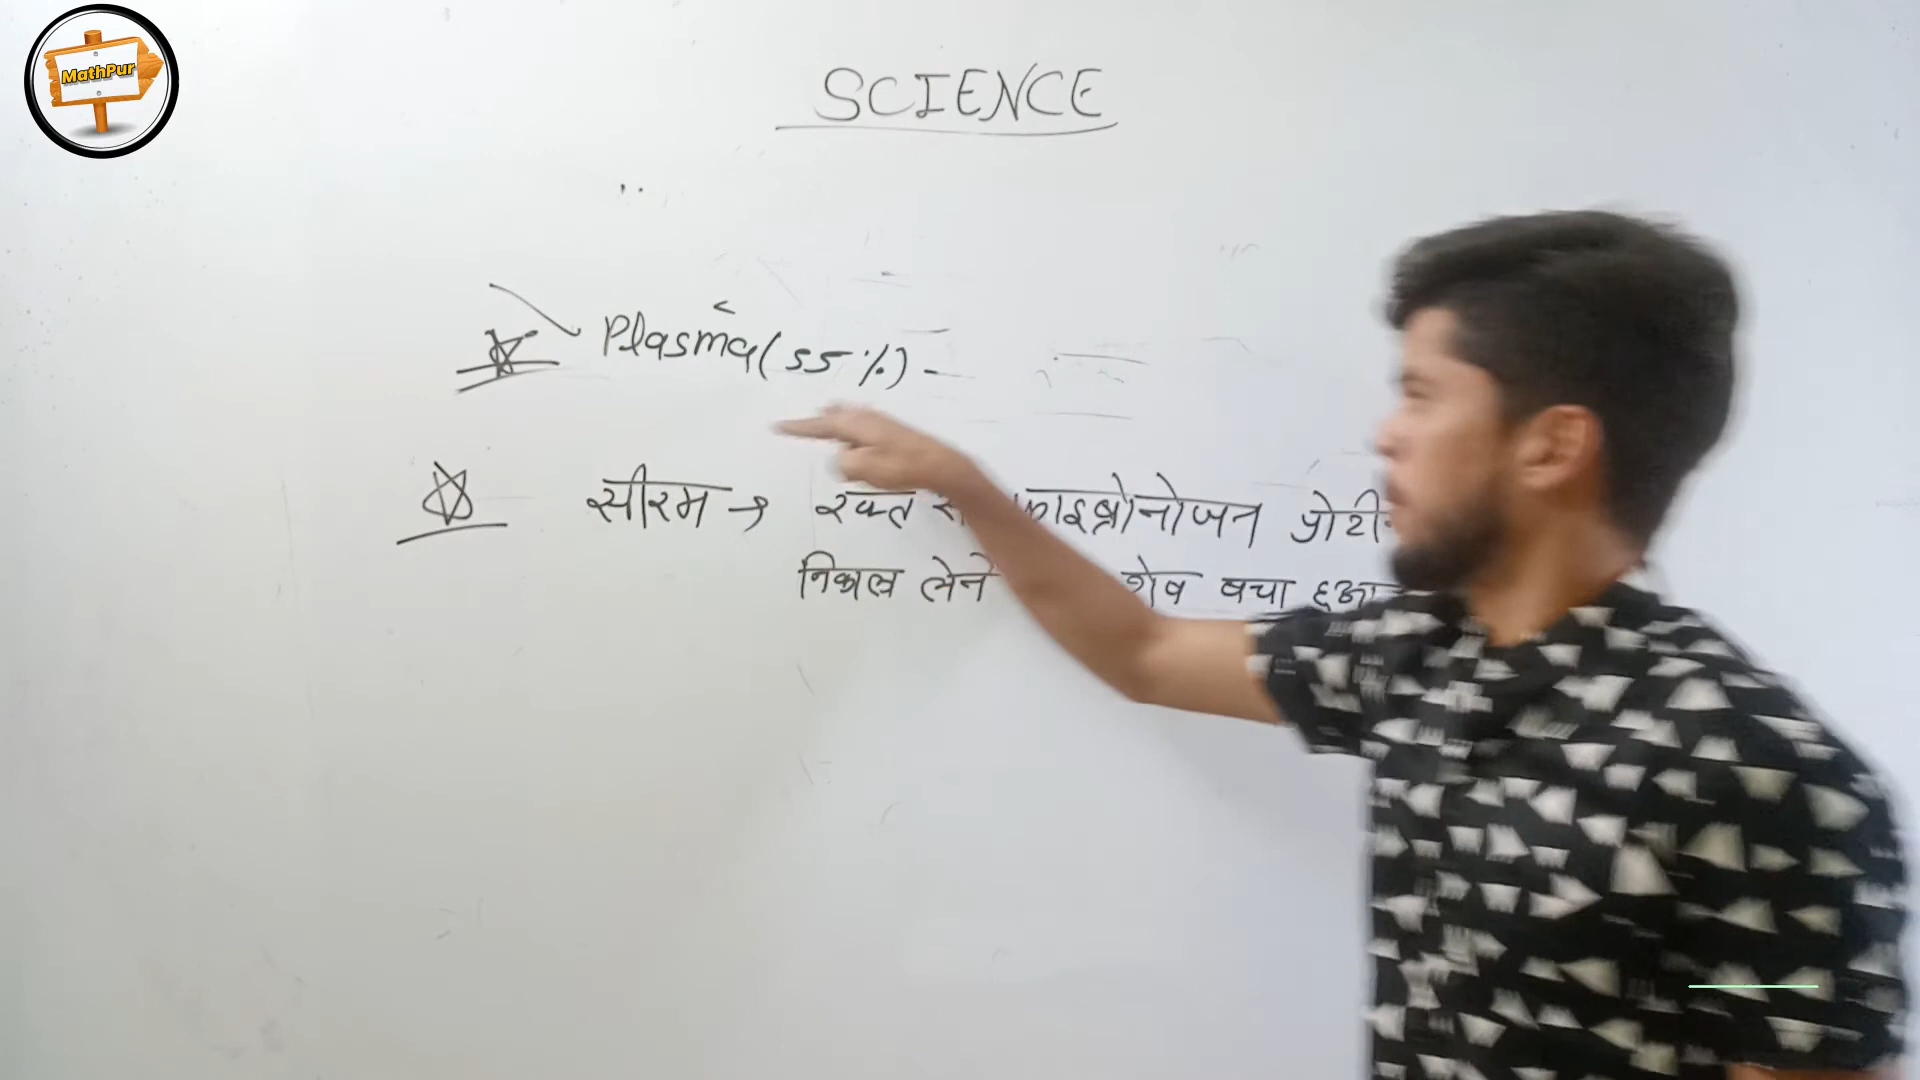 MathPur
SCIENCE
Plasma (55%) -
सीरम → रक्त फाइब्रोनोजन
निकाल लेने शेष बचा हुआ